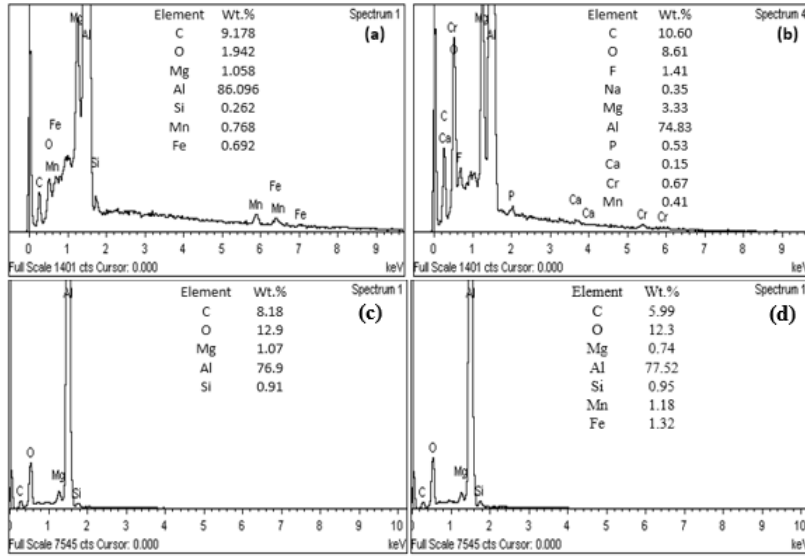 Spectrum 1
(a)
Element Wt.%
C 9.178
O 1.942
Mg 1.058
Al 86.096
Si 0.262
Mn 0.768
Fe 0.692
Mg
Al
Fe
O
Mn
C
Si
Mn
Fe
Mn
Fe
0 1 2 3 4 5 6 7 8 9
Full Scale 1401 cts Cursor: 0.000
keV
Spectrum 4
(b)
Element Wt.%
C 10.60
O 8.61
F 1.41
Na 0.35
Mg 3.33
Al 74.83
P 0.53
Ca 0.15
Cr 0.67
Mn 0.41
Mg
Cr
Al
O
C
Ca
F
P
Ca
Ca
Cr
Cr
0 1 2 3 4 5 6 7 8 9
Full Scale 1401 cts Cursor: 0.000
keV
Spectrum 1
(c)
Element Wt.%
C 8.18
O 12.9
Mg 1.07
Al 76.9
Si 0.91
Al
O
Mg
C
Si
0 1 2 3 4 5 6 7 8 9 10
Full Scale 7545 cts Cursor: 0.000
keV
Spectrum 1
(d)
Element Wt.%
C 5.99
O 12.3
Mg 0.74
Al 77.52
Si 0.95
Mn 1.18
Fe 1.32
Al
O
Mg
C
Si
0 1 2 3 4 5 6 7 8 9 10
Full Scale 7545 cts Cursor: 0.000
keV